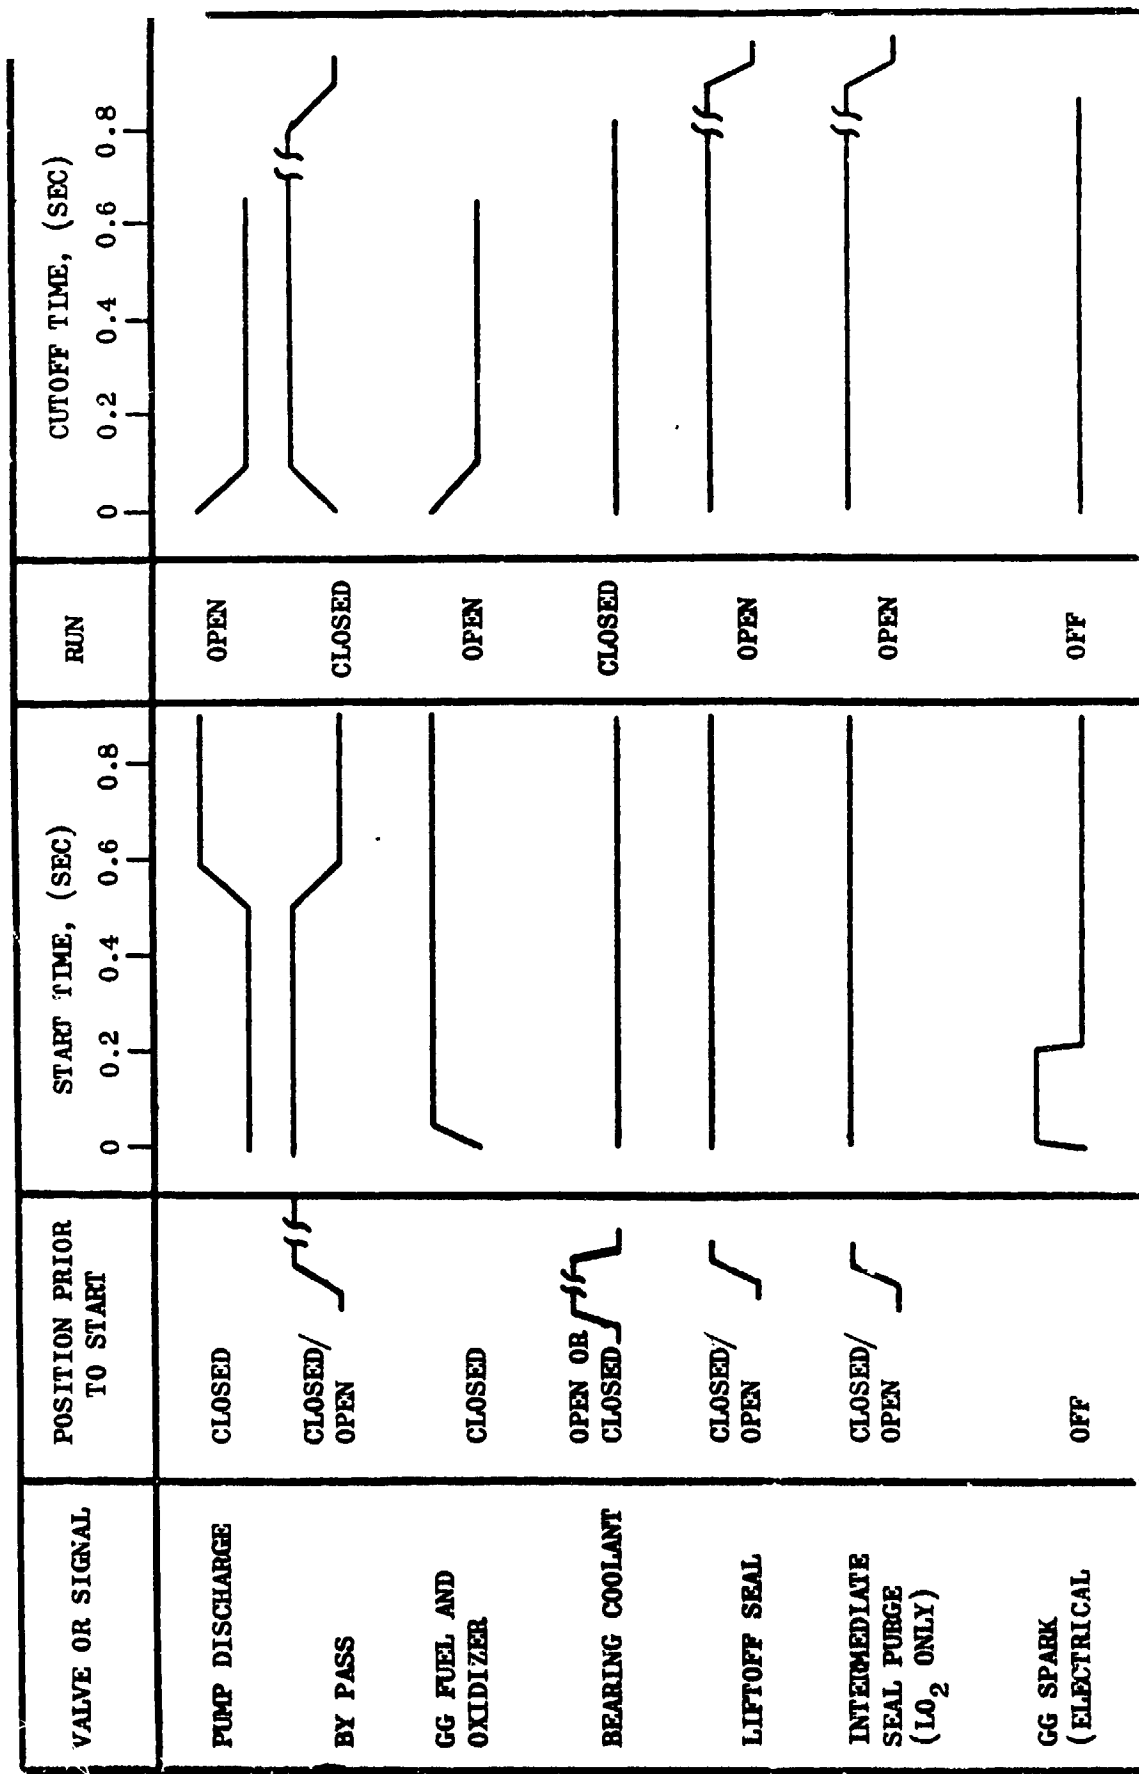 VALVE OR SIGNAL
POSITION PRIOR
TO START
START TIME, (SEC)
0 0.2 0.4 0.6 0.8
RUN
CUTOFF TIME, (SEC)
0 0.2 0.4 0.6 0.8
PUMP DISCHARGE
CLOSED
OPEN
BY PASS
CLOSED/
OPEN
CLOSED
GG FUEL AND
OXIDIZER
CLOSED
OPEN
BEARING COOLANT
OPEN OR
CLOSED
CLOSED
LIFTOFF SEAL
CLOSED/
OPEN
OPEN
INTERMEDIATE
SEAL PURGE
(LO2 ONLY)
CLOSED/
OPEN
OPEN
GG SPARK
(ELECTRICAL)
OFF
OFF